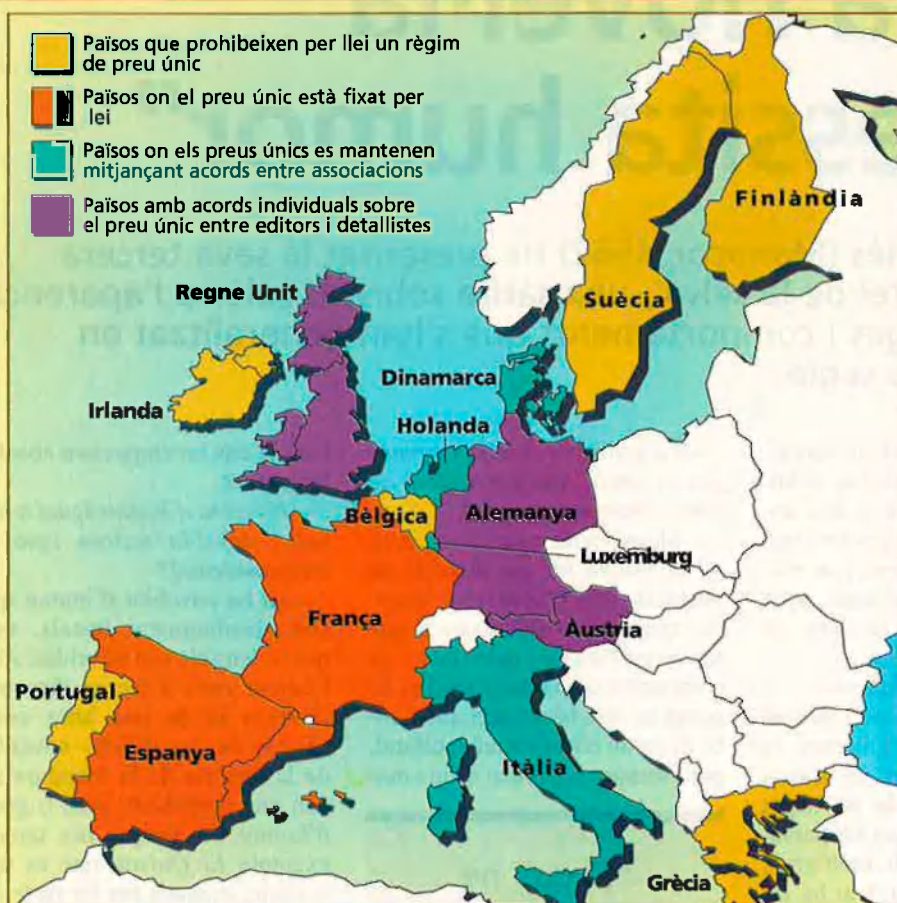 Països que prohibeixen per llei un règim
de preu únic
Països on el preu únic està fixat per
lei
Països on els preus únics es mantenen
mitjançant acords entre associacions
Països amb acords individuals sobre
el preu únic entre editors i detallistes
Finlàndia
Suècia
Regne Unit
Dinamarca
Irlanda
Holanda
Bèlgica
Alemanya
Luxemburg
França
Austria
Portugal
Espanya
Itàlia
Grècia